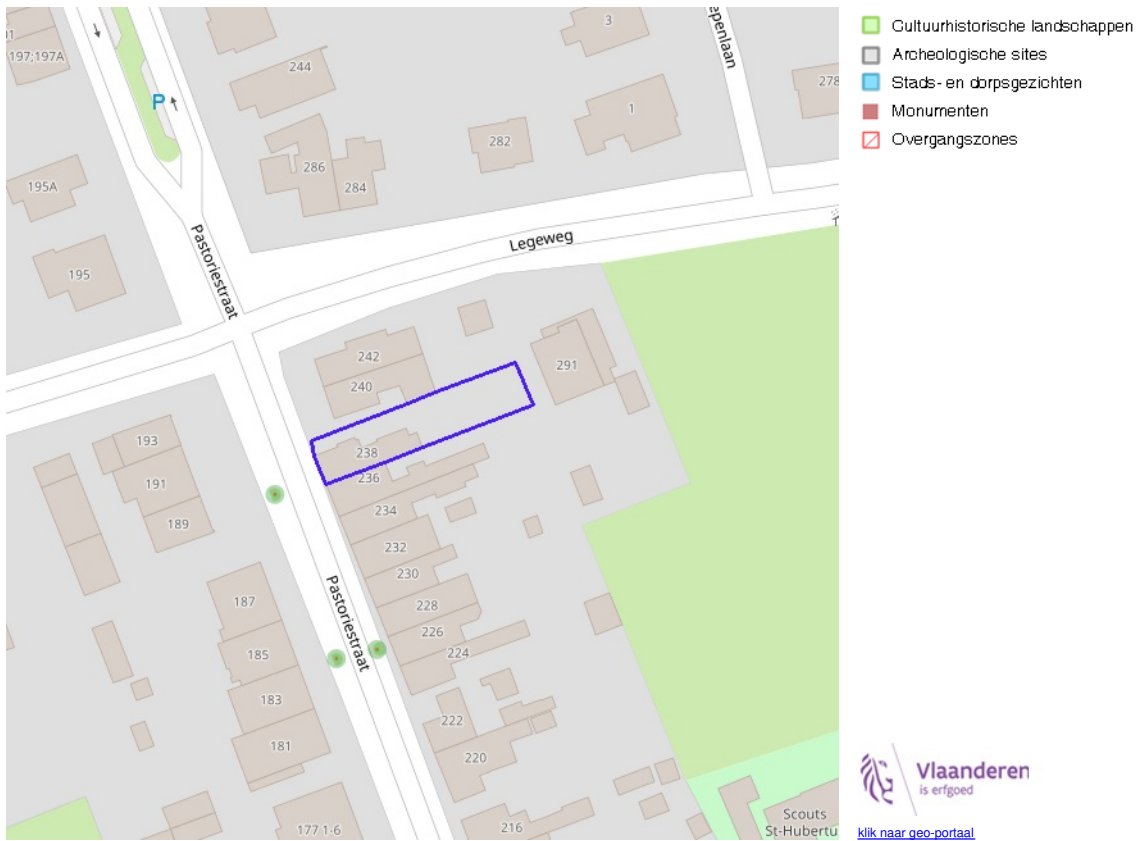 Cultuurhistorische landschappen
Archeologische sites
Stads- en dorpsgezichten
Monumenten
Overgangszones
197;197A
P
244
3
1
278
282
286
284
195A
195
Pastoriestraat
Legeweg
242
240
291
238
236
234
232
230
228
226
224
222
220
216
193
191
189
187
185
183
181
177 1-6
Pastoriestraat
Scouts
St-Hubertu
Vlaanderen
is erfgoed
klik naar geo-portaal